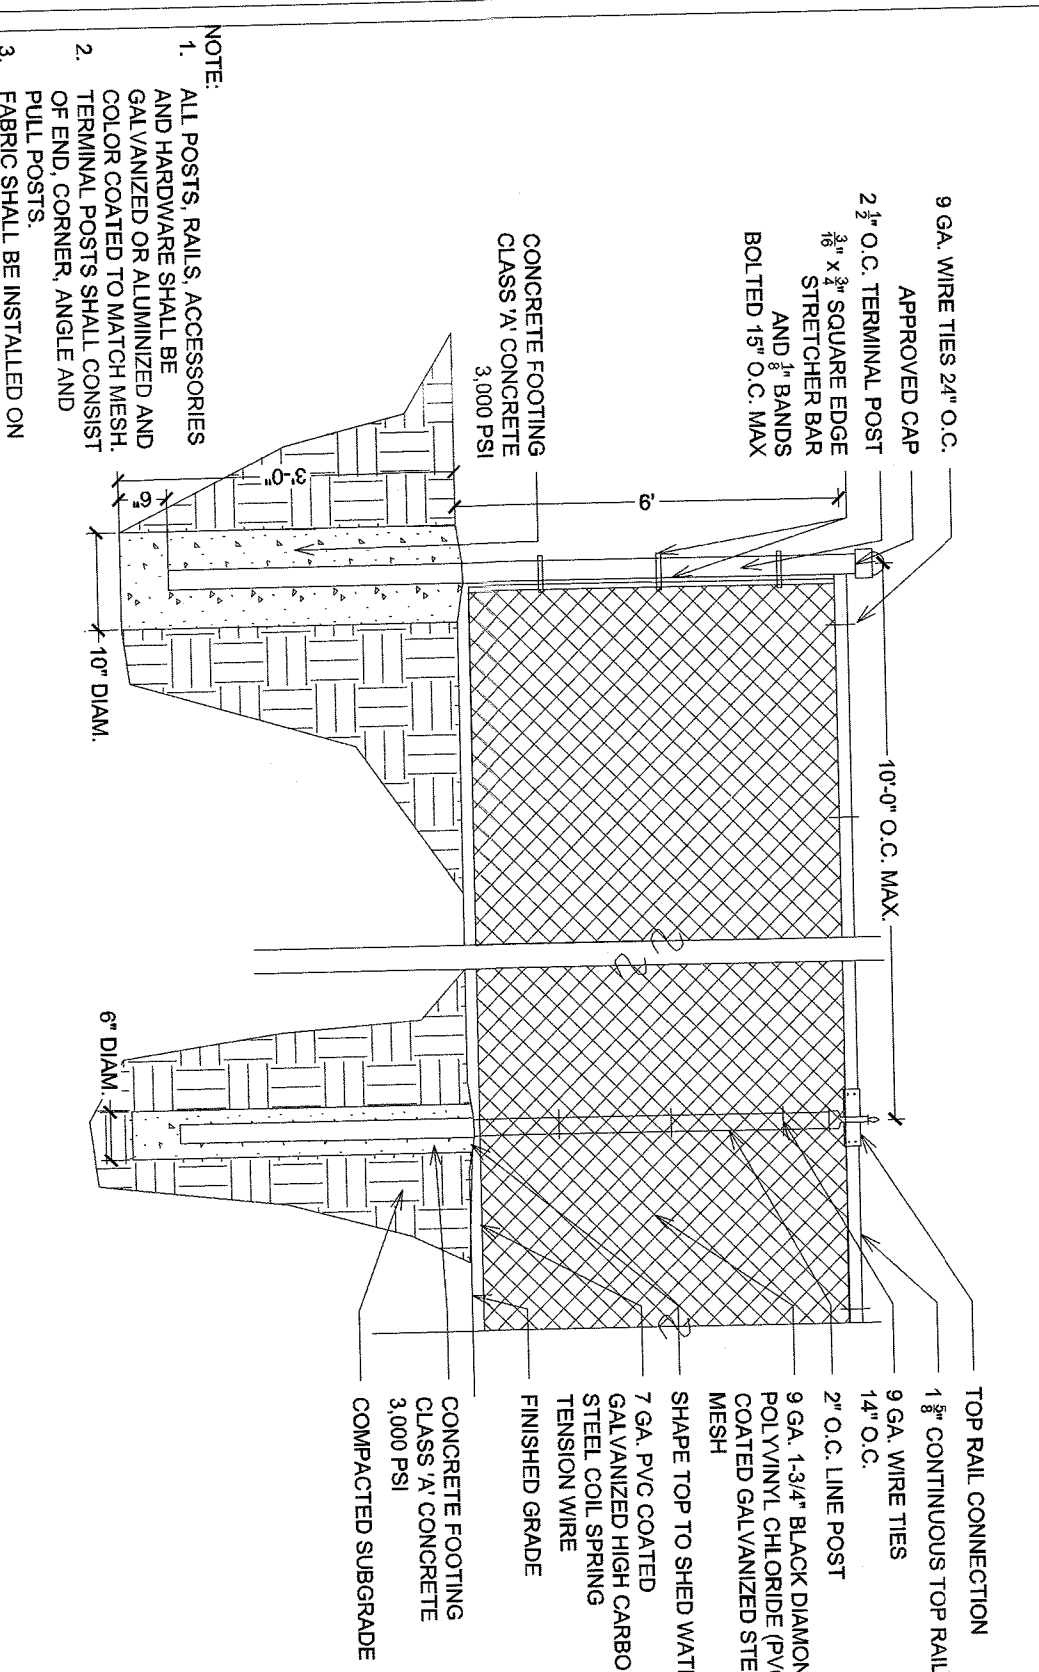 9 GA. WIRE TIES 24" O.C.
APPROVED CAP
2 1/2" O.C. TERMINAL POST
3/16" X 3/4" SQUARE EDGE
STRETCHER BAR
AND 1/8" BANDS
BOLTED 15" O.C. MAX
CONCRETE FOOTING
CLASS 'A' CONCRETE
3,000 PSI
10'-0" O.C. MAX.
3'-0"
6"
10" DIAM.
6" DIAM.
TOP RAIL CONNECTION
1 5/8" CONTINUOUS TOP RAIL
9 GA. WIRE TIES
14" O.C.
2" O.C. LINE POST
9 GA. 1-3/4" BLACK DIAMON
POLYVINYL CHLORIDE (PV
COATED GALVANIZED STE
MESH
SHAPE TOP TO SHED WAT
7 GA. PVC COATED
GALVANIZED HIGH CARBO
STEEL COIL SPRING
TENSION WIRE
FINISHED GRADE
CONCRETE FOOTING
CLASS 'A' CONCRETE
3,000 PSI
COMPACTED SUBGRADE
NOTE:
1. ALL POSTS, RAILS, ACCESSORIES
AND HARDWARE SHALL BE
GALVANIZED OR ALUMINIZED AND
COLOR COATED TO MATCH MESH.
2. TERMINAL POSTS SHALL CONSIST
OF END, CORNER, ANGLE AND
PULL POSTS.
3. FABRIC SHALL BE INSTALLED ON